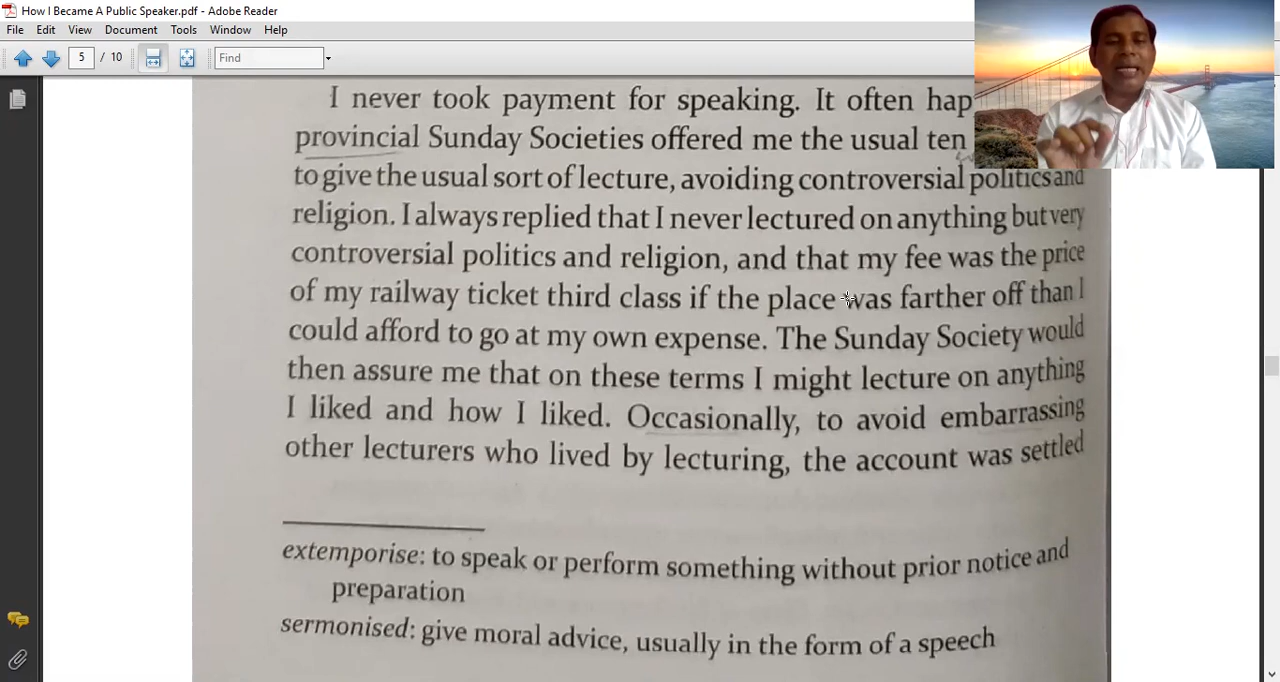 How I Became A Public Speaker.pdf - Adobe Reader
File Edit View Document Tools Window Help
5 / 10 Find
I never took payment for speaking. It often hap
provincial Sunday Societies offered me the usual ten
to give the usual sort of lecture, avoiding controversial politics and
religion. I always replied that I never lectured on anything but very
controversial politics and religion, and that my fee was the price
of my railway ticket third class if the place was farther off than I
could afford to go at my own expense. The Sunday Society would
then assure me that on these terms I might lecture on anything
I liked and how I liked. Occasionally, to avoid embarrassing
other lecturers who lived by lecturing, the account was settled
extemporise: to speak or perform something without prior notice and
preparation
sermonised: give moral advice, usually in the form of a speech